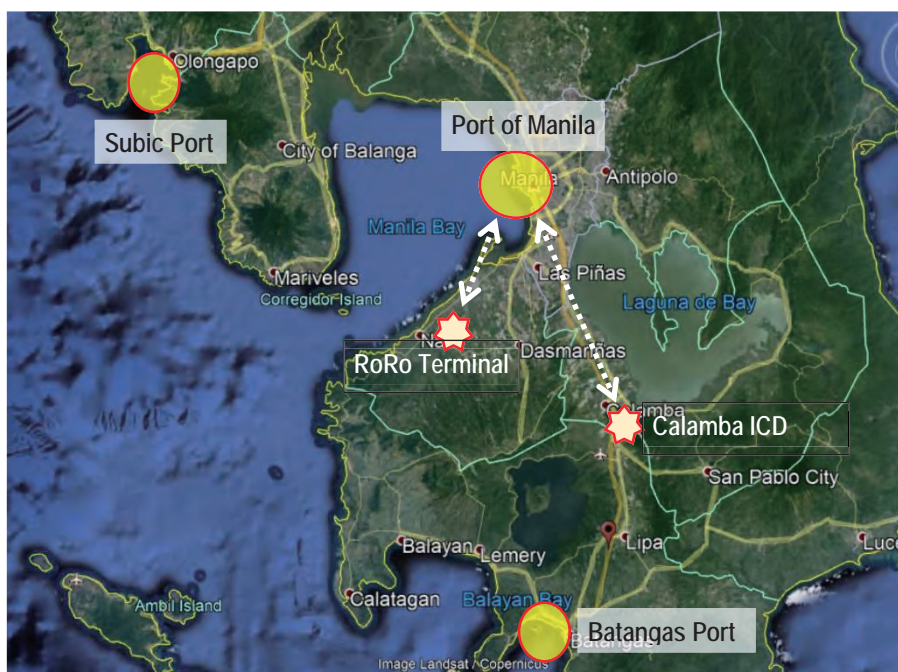 Olongapo
Subic Port
City of Balanga
Port of Manila
Manila
Antipolo
Manila Bay
Mariveles
Corregidor Island
Las Piñas
Laguna de Bay
Dasmariñas
RoRo Terminal
Calamba
Calamba ICD
San Pablo City
Balayan
Lemery
Lipa
Calatagan
Balayan Bay
Ambil Island
Batangas Port
Image Landsat / Copernicus